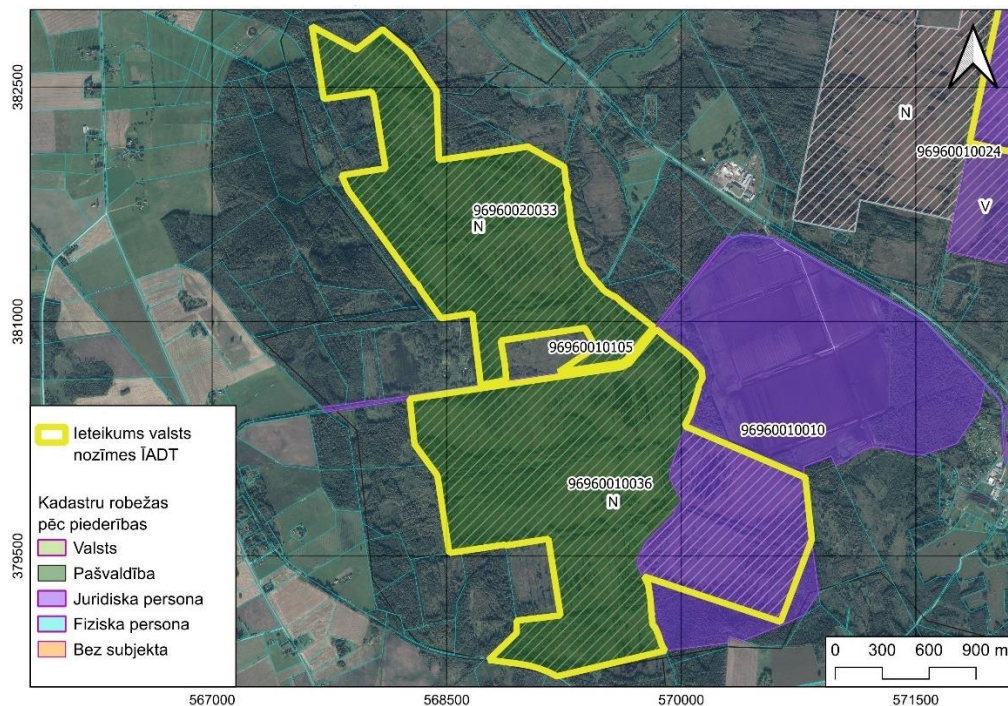 382500
381000
379500
N
96960010024
V
96960020033
N
96960010105
96960010010
96960010036
N
Ieteikums valsts
nozīmes ĪADT
Kadastru robežas
pēc piederības
Valsts
Pašvaldība
Juridiska persona
Fiziska persona
Bez subjekta
0 300 600 900 m
567000 568500 570000 571500